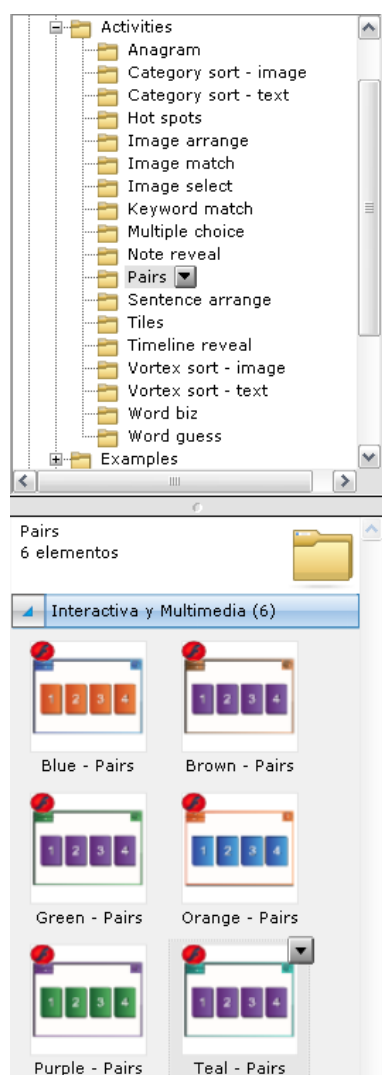 Activities
Anagram
Category sort - image
Category sort - text
Hot spots
Image arrange
Image match
Image select
Keyword match
Multiple choice
Note reveal
Pairs
Sentence arrange
Tiles
Timeline reveal
Vortex sort - image
Vortex sort - text
Word biz
Word guess
Examples
Pairs
6 elementos
Interactiva y Multimedia (6)
1 2 3 4
1 2 3 4
Blue - Pairs
Brown - Pairs
1 2 3 4
1 2 3 4
Green - Pairs
Orange - Pairs
1 2 3 4
1 2 3 4
Purple - Pairs
Teal - Pairs